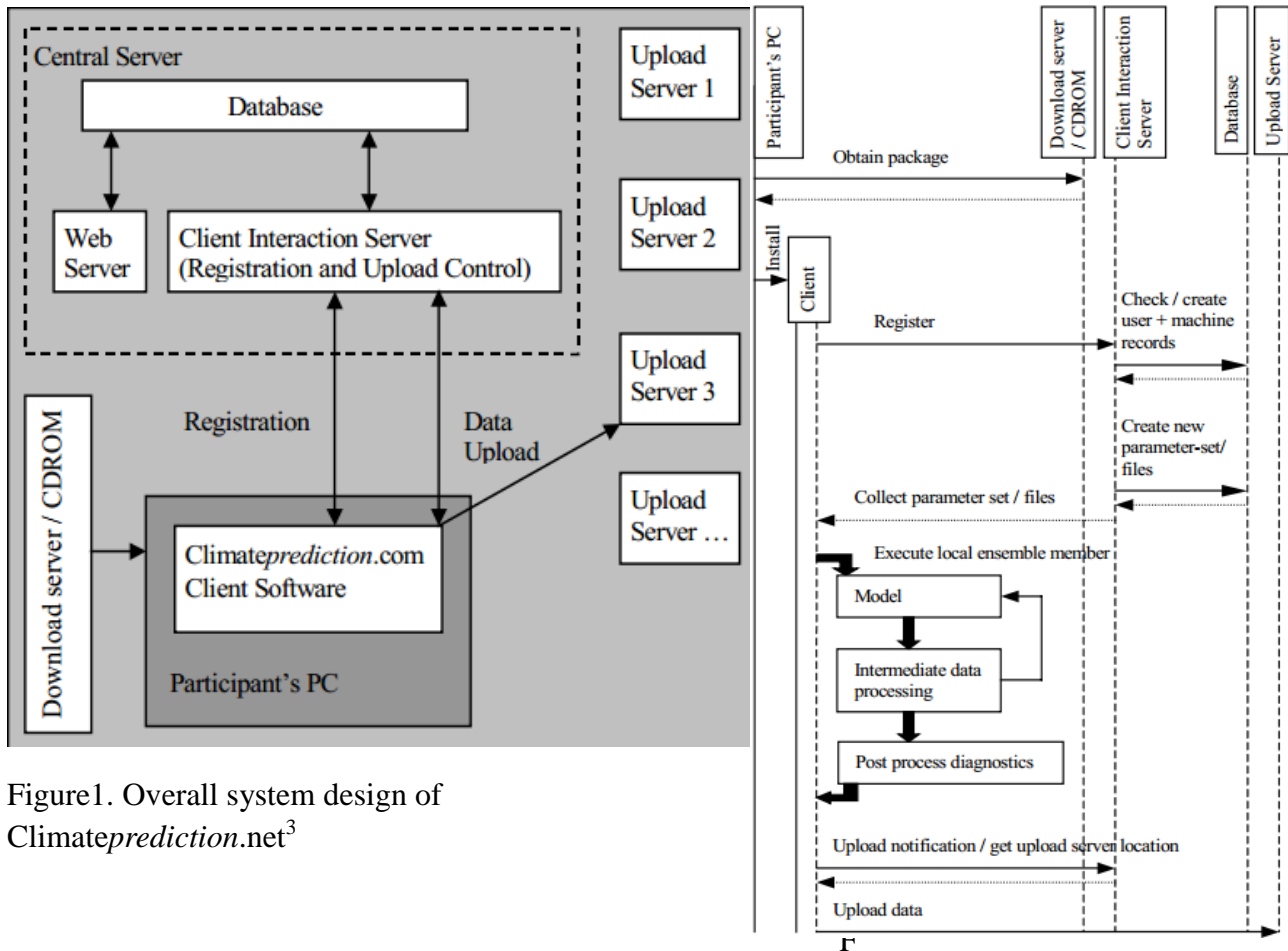 Central Server
Database
Web
Server
Client Interaction Server
(Registration and Upload Control)
Upload
Server 1
Upload
Server 2
Upload
Server 3
Upload
Server …
Registration
Data
Upload
Download server / CDROM
Climateprediction.com
Client Software
Participant's PC
Figure1. Overall system design of
Climateprediction.net3
Participant's PC
Download server
/ CDROM
Client Interaction
Server
Database
Upload Server
Obtain package
Install
Client
Register
Check / create
user + machine
records
Create new
parameter-set/
files
Collect parameter set / files
Execute local ensemble member
Model
Intermediate data
processing
Post process diagnostics
Upload notification / get upload server location
Upload data
F